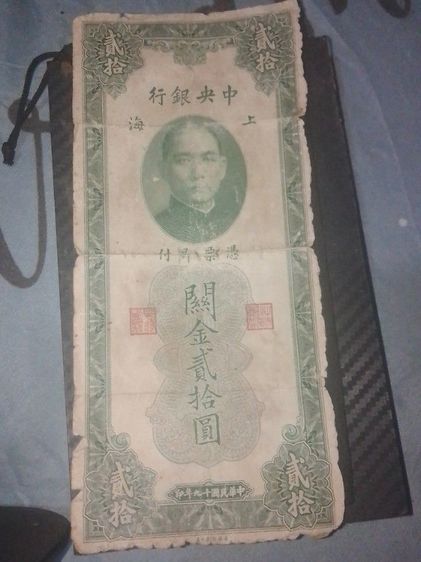 貳拾
貳拾
中央銀行
上海
憑票即付
關金貳拾圓
貳拾
貳拾
中華民國十九年印